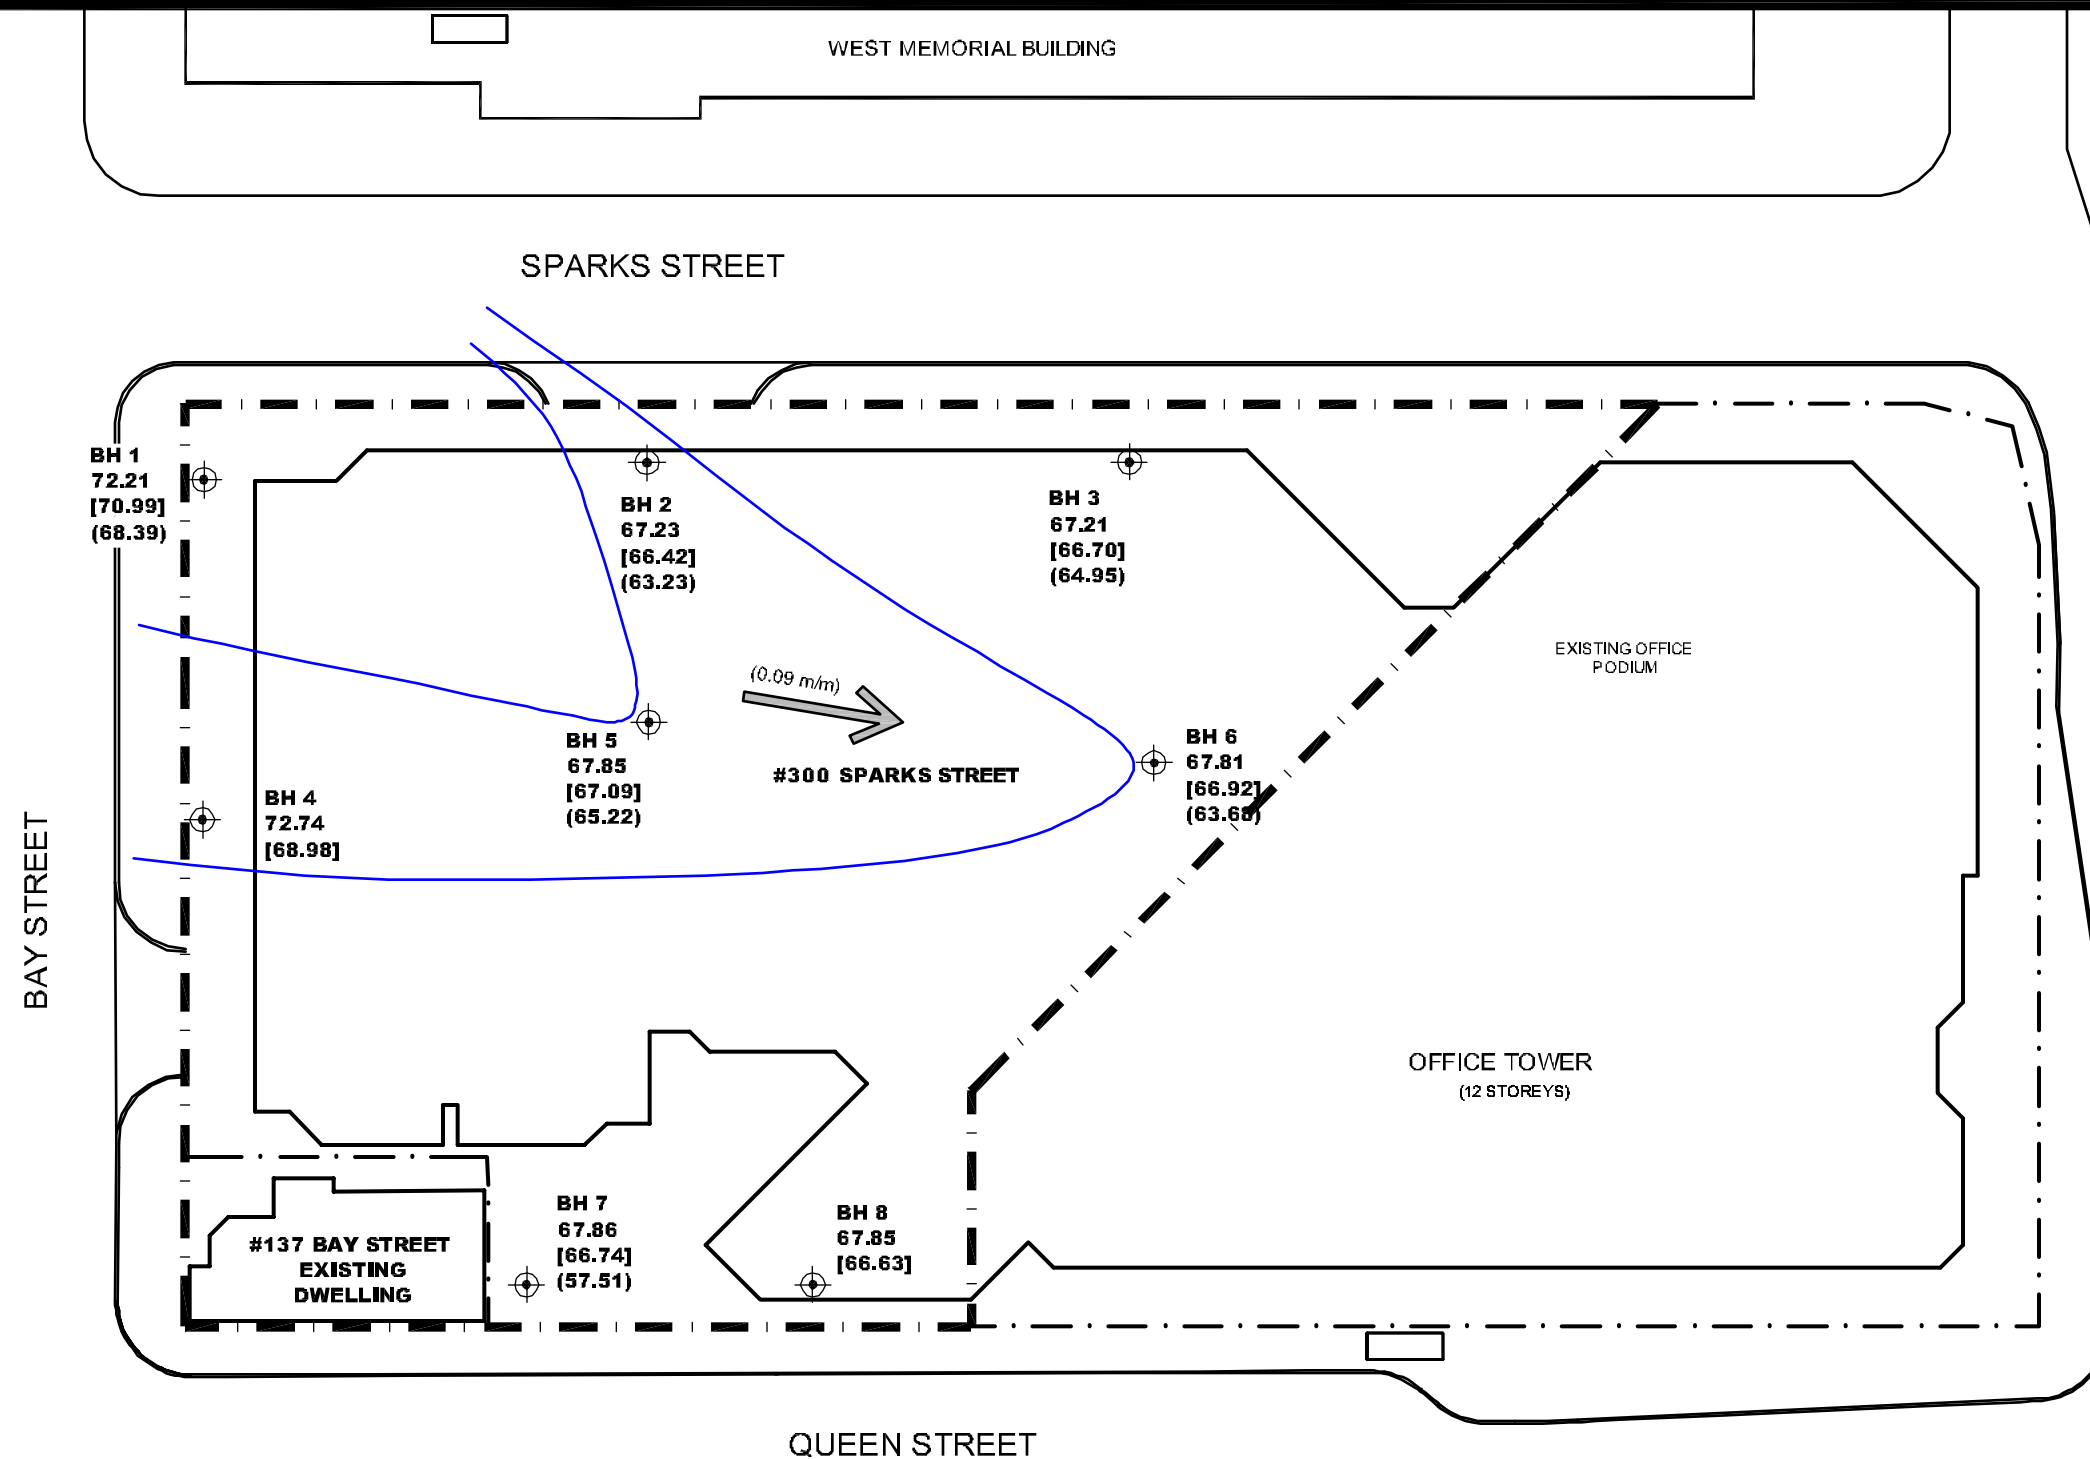 WEST MEMORIAL BUILDING
SPARKS STREET
BH 1
72.21
[70.99]
(68.39)
BH 2
67.23
[66.42]
(63.23)
BH 3
67.21
[66.70]
(64.95)
EXISTING OFFICE
PODIUM
(0.09 m/m)
#300 SPARKS STREET
BH 4
72.74
[68.98]
BH 5
67.85
[67.09]
(65.22)
BH 6
67.81
[66.92]
(63.68)
BAY STREET
OFFICE TOWER
(12 STOREYS)
#137 BAY STREET
EXISTING
DWELLING
BH 7
67.86
[66.74]
(57.51)
BH 8
67.85
[66.63]
QUEEN STREET